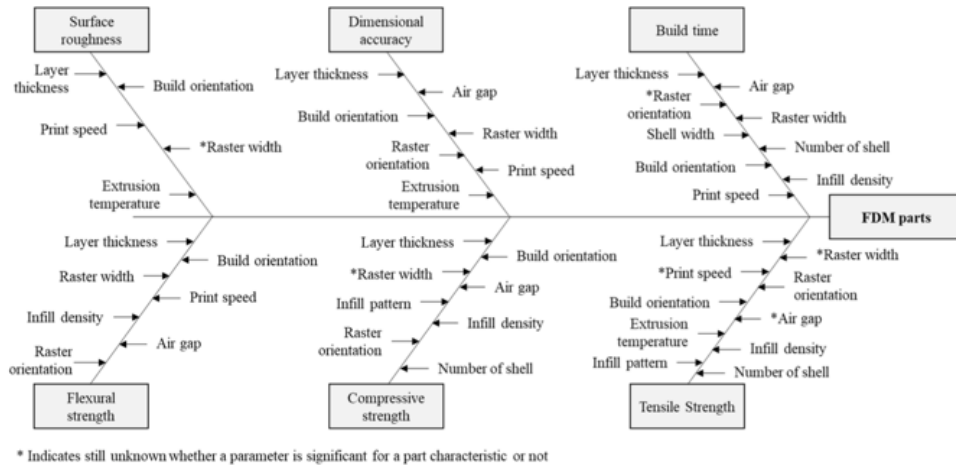 Surface
roughness
Dimensional
accuracy
Build time
Layer
thickness
Build orientation
Print speed
*Raster width
Extrusion
temperature
Layer thickness
Air gap
Build orientation
Raster width
Raster
orientation
Print speed
Extrusion
temperature
Layer thickness
Air gap
*Raster
orientation
Raster width
Shell width
Number of shell
Build orientation
Infill density
Print speed
FDM parts
Layer thickness
Build orientation
Raster width
Print speed
Infill density
Air gap
Raster
orientation
Layer thickness
Build orientation
*Raster width
Air gap
Infill pattern
Infill density
Raster
orientation
Number of shell
Layer thickness
*Raster width
*Print speed
Raster
orientation
Build orientation
*Air gap
Extrusion
temperature
Infill density
Infill pattern
Number of shell
Flexural
strength
Compressive
strength
Tensile Strength
* Indicates still unknown whether a parameter is significant for a part characteristic or not